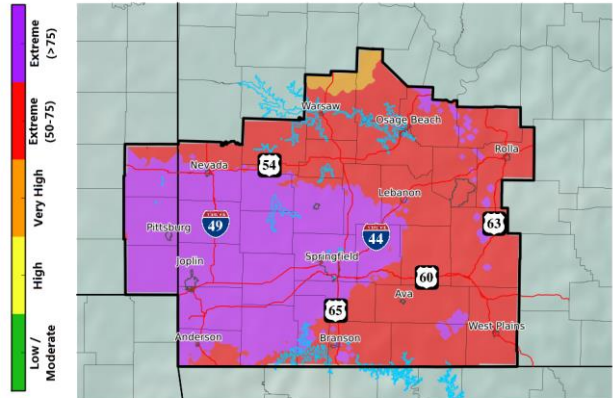 Extreme
(>75)
Extreme
(50-75)
Very High
High
Low /
Moderate
Warsaw
Osage Beach
Rolla
Nevada
54
Lebanon
Pittsburg
49
44
63
Springfield
Joplin
60
Ava
65
Anderson
Branson
West Plains